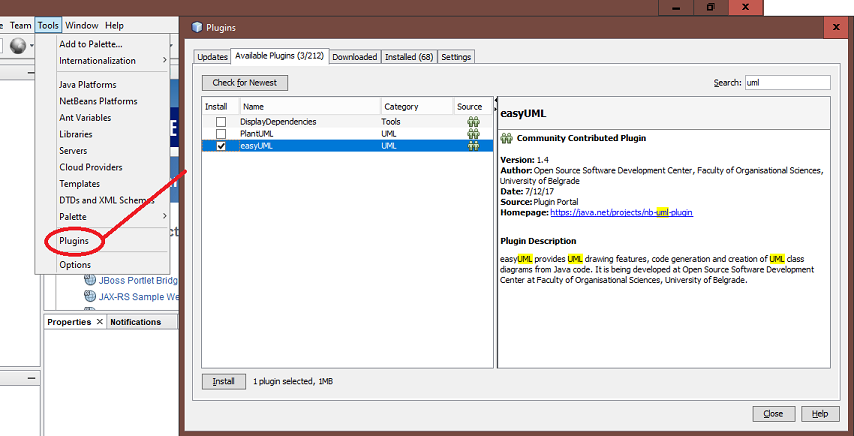 Team Tools Window Help
Add to Palette...
Internationalization
Java Platforms
NetBeans Platforms
Ant Variables
Libraries
Servers
Cloud Providers
Templates
DTDs and XML Schemes
Palette
Plugins
Options
JBoss Portlet Bridg
JAX-RS Sample We
Properties × Notifications
Plugins
Updates Available Plugins (3/212) Downloaded Installed (68) Settings
Check for Newest
Search: uml
Install Name Category Source
DisplayDependencies Tools
PlantUML UML
easyUML UML
easyUML
Community Contributed Plugin
Version: 1.4
Author: Open Source Software Development Center, Faculty of Organisational Sciences,
University of Belgrade
Date: 7/12/17
Source: Plugin Portal
Homepage: https://java.net/projects/nb-uml-plugin
Plugin Description
easyUML provides UML drawing features, code generation and creation of UML class
diagrams from Java code. It is being developed at Open Source Software Development
Center at Faculty of Organisational Sciences, University of Belgrade.
Install 1 plugin selected, 1MB
Close Help